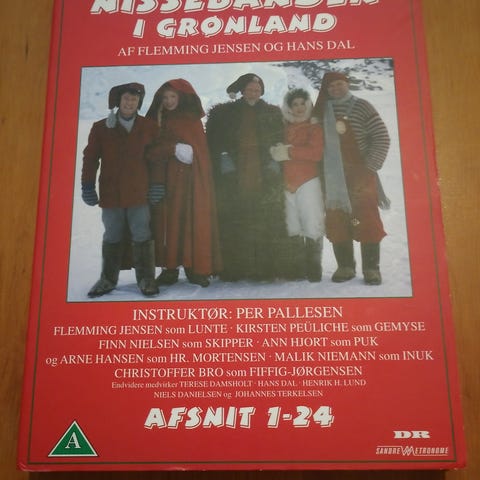 NISSEBANDEN
I GRØNLAND
AF FLEMMING JENSEN OG HANS DAL
INSTRUKTØR: PER PALLESEN
FLEMMING JENSEN som LUNTE · KIRSTEN PEÜLICHE som GEMYSE
FINN NIELSEN som SKIPPER · ANN HJORT som PUK
og ARNE HANSEN som HR. MORTENSEN · MALIK NIEMANN som INUK
CHRISTOFFER BRO som FIFFIG-JØRGENSEN
Endvidere medvirker TERESE DAMSHOLT · HANS DAL · HENRIK H. LUND
NIELS DANIELSEN og JOHANNES TERKELSEN
AFSNIT 1-24
A
DR
SANDREW METRONOME